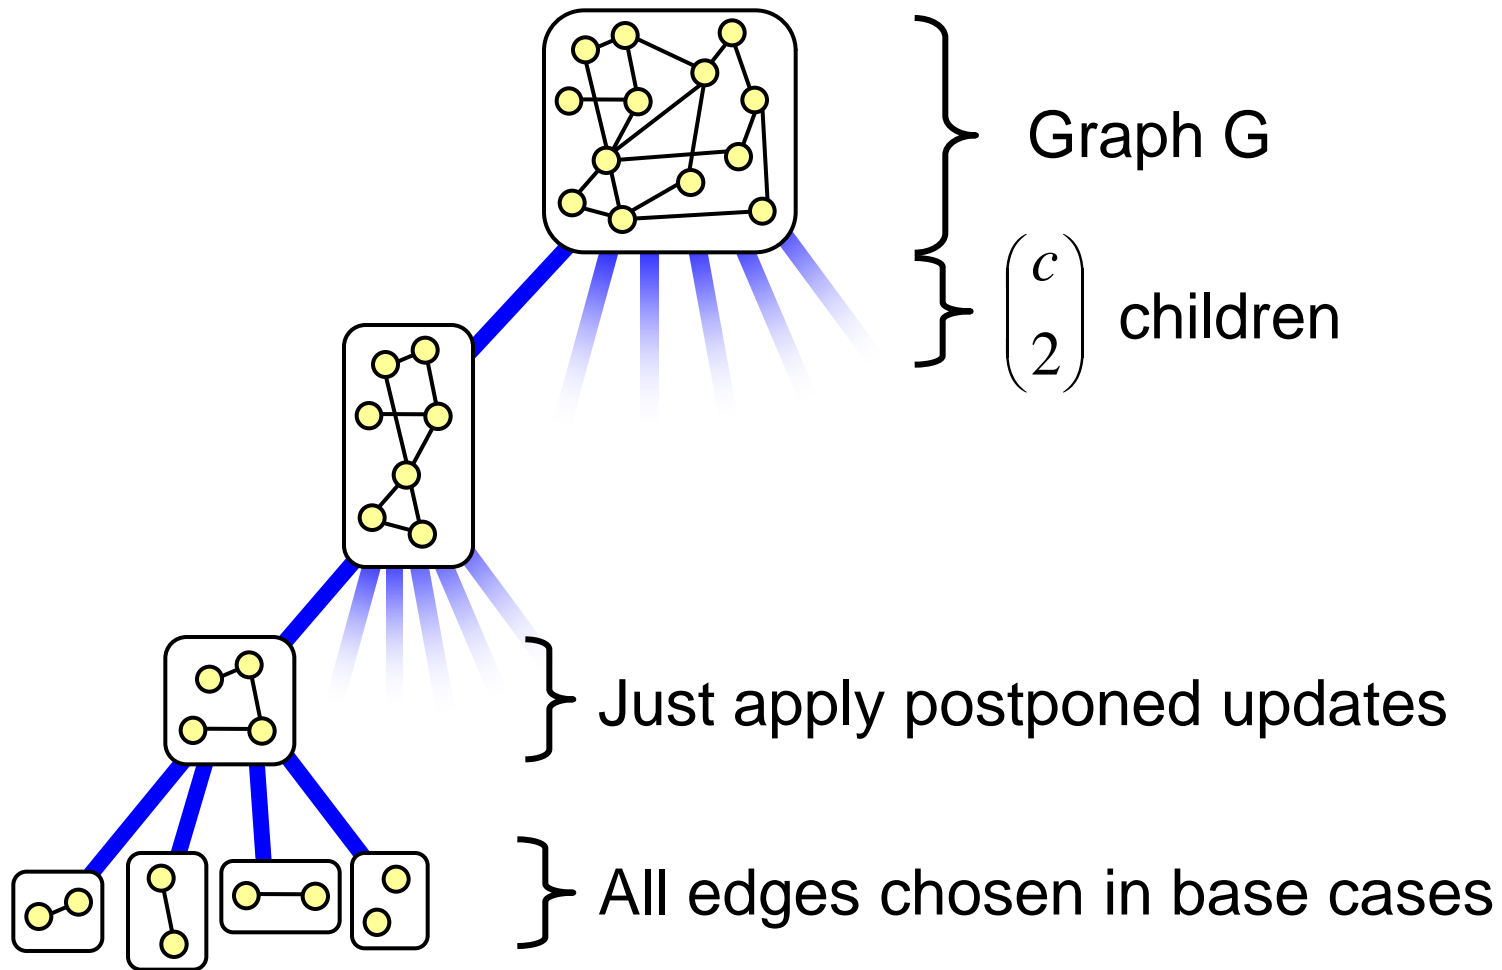 Graph G
c
2
children
Just apply postponed updates
All edges chosen in base cases